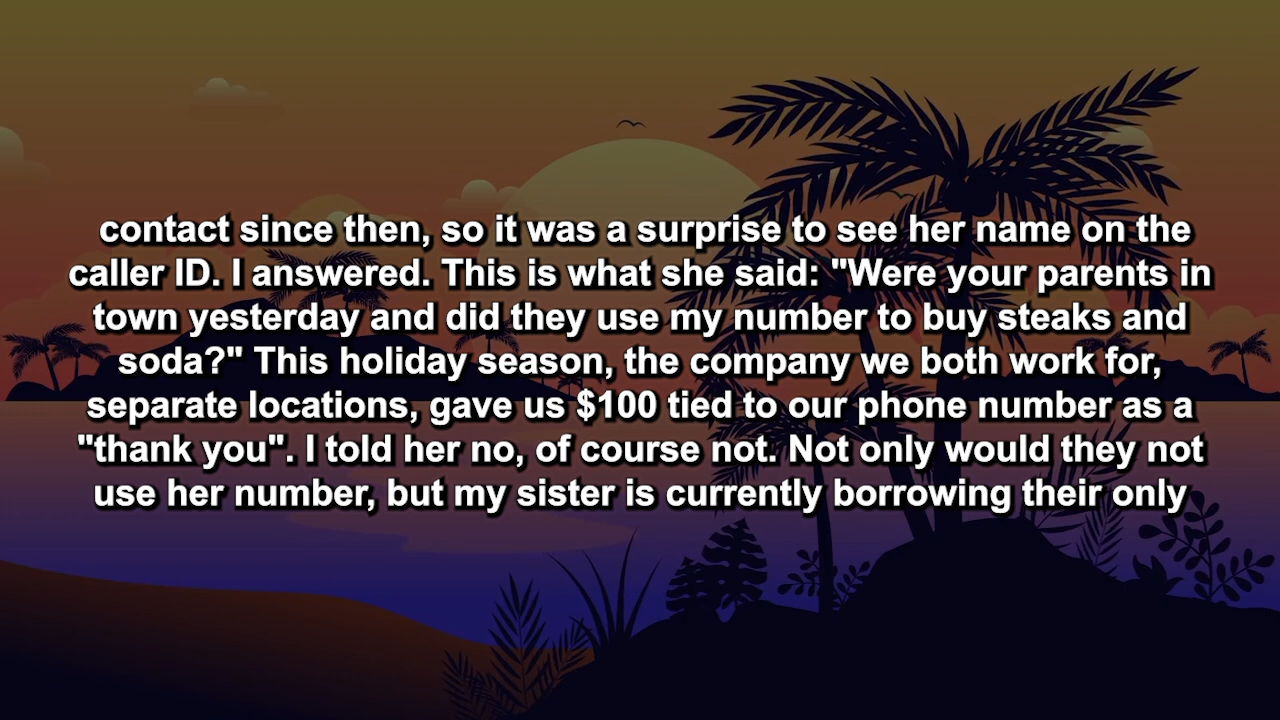 contact since then, so it was a surprise to see her name on the
caller ID. I answered. This is what she said: "Were your parents in
town yesterday and did they use my number to buy steaks and
soda?" This holiday season, the company we both work for,
separate locations, gave us $100 tied to our phone number as a
"thank you". I told her no, of course not. Not only would they not
use her number, but my sister is currently borrowing their only